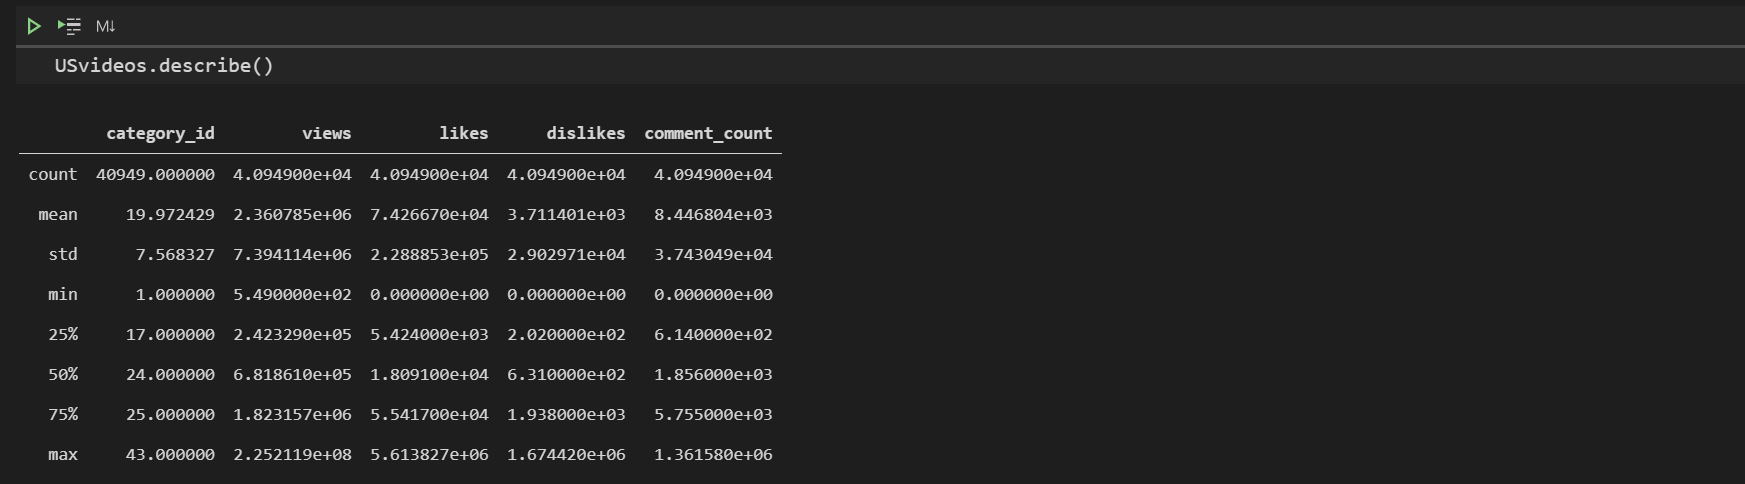 M↓
USvideos.describe()
category_id views likes dislikes comment_count
count 40949.000000 4.094900e+04 4.094900e+04 4.094900e+04 4.094900e+04
mean 19.972429 2.360785e+06 7.426670e+04 3.711401e+03 8.446804e+03
std 7.568327 7.394114e+06 2.288853e+05 2.902971e+04 3.743049e+04
min 1.000000 5.490000e+02 0.000000e+00 0.000000e+00 0.000000e+00
25% 17.000000 2.423290e+05 5.424000e+03 2.020000e+02 6.140000e+02
50% 24.000000 6.818610e+05 1.809100e+04 6.310000e+02 1.856000e+03
75% 25.000000 1.823157e+06 5.541700e+04 1.938000e+03 5.755000e+03
max 43.000000 2.252119e+08 5.613827e+06 1.674420e+06 1.361580e+06